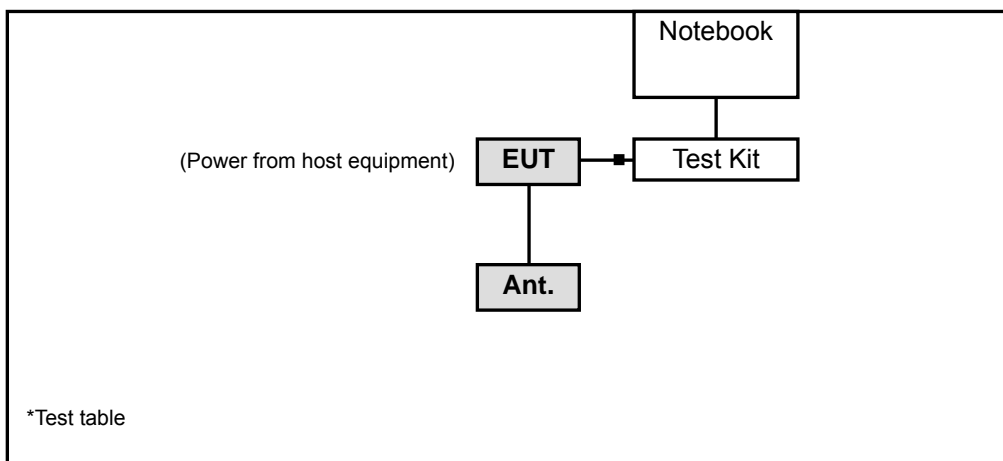 Notebook
(Power from host equipment)
EUT
Test Kit
Ant.
*Test table